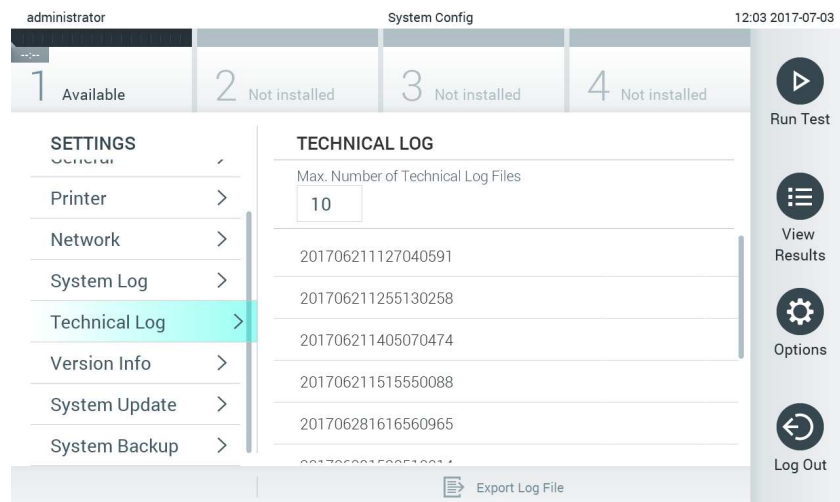 administrator
System Config
12:03 2017-07-03
--:--
1 Available
2 Not installed
3 Not installed
4 Not installed
Run Test
View Results
Options
Log Out
SETTINGS
General
Printer
Network
System Log
Technical Log
Version Info
System Update
System Backup
TECHNICAL LOG
Max. Number of Technical Log Files
10
201706211127040591
201706211255130258
201706211405070474
201706211515550088
201706281616560965
Export Log File